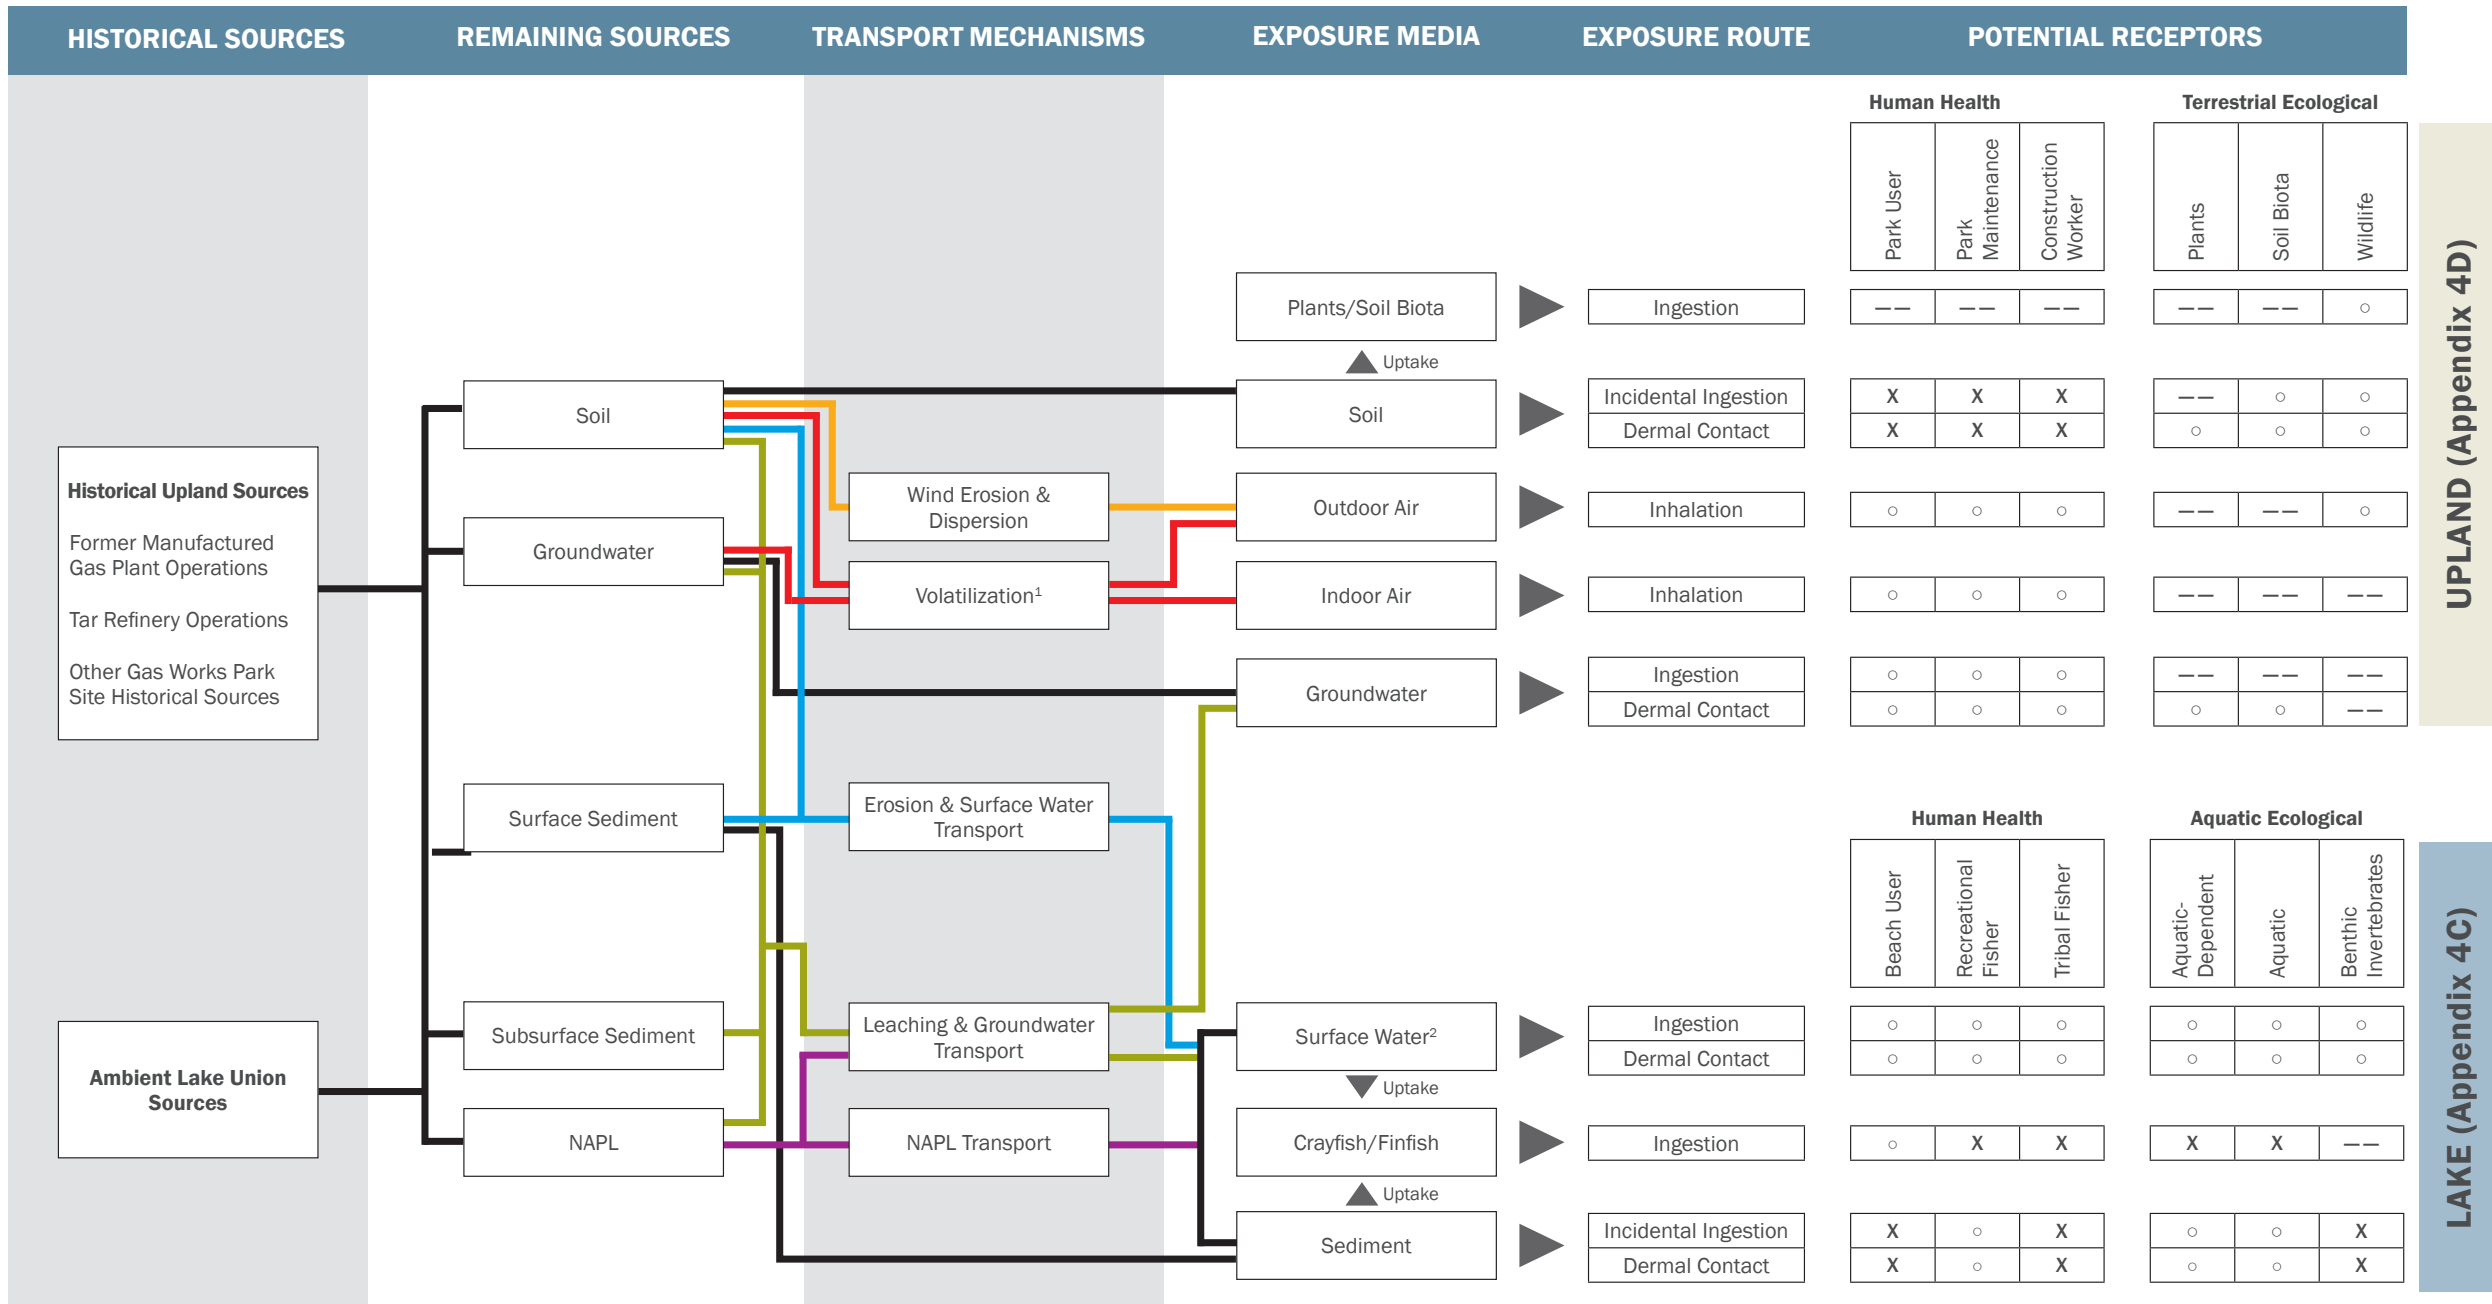 HISTORICAL SOURCES
REMAINING SOURCES
TRANSPORT MECHANISMS
EXPOSURE MEDIA
EXPOSURE ROUTE
POTENTIAL RECEPTORS
Historical Upland Sources
Former Manufactured
Gas Plant Operations
Tar Refinery Operations
Other Gas Works Park
Site Historical Sources
Ambient Lake Union
Sources
Soil
Groundwater
Surface Sediment
Subsurface Sediment
NAPL
Wind Erosion &
Dispersion
Volatilization¹
Erosion & Surface Water
Transport
Leaching & Groundwater
Transport
NAPL Transport
Human Health
Terrestrial Ecological
Park User
Park
Maintenance
Construction
Worker
Plants
Soil Biota
Wildlife
Plants/Soil Biota
Ingestion
—— —— —— —— —— ○
Uptake
Soil
Incidental Ingestion
X X X —— ○ ○
Dermal Contact
X X X ○ ○ ○
Outdoor Air
Inhalation
○ ○ ○ —— —— ○
Indoor Air
Inhalation
○ ○ ○ —— —— ——
Groundwater
Ingestion
○ ○ ○ —— —— ——
Dermal Contact
○ ○ ○ ○ ○ ——
UPLAND (Appendix 4D)
Human Health
Aquatic Ecological
Beach User
Recreational
Fisher
Tribal Fisher
Aquatic-
Dependent
Aquatic
Benthic
Invertebrates
Surface Water²
Ingestion
○ ○ ○ ○ ○ ○
Dermal Contact
○ ○ ○ ○ ○ ○
Uptake
Crayfish/Finfish
Ingestion
○ X X X X ——
Uptake
Sediment
Incidental Ingestion
X ○ X ○ ○ X
Dermal Contact
X ○ X ○ ○ X
LAKE (Appendix 4C)